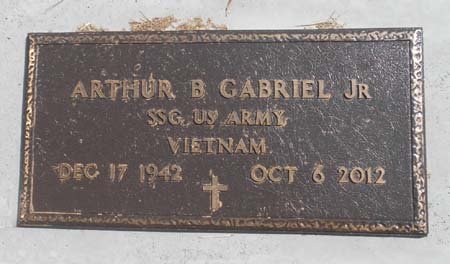 ARTHUR B GABRIEL JR
SSG US ARMY
VIETNAM
DEC 17 1942 OCT 6 2012